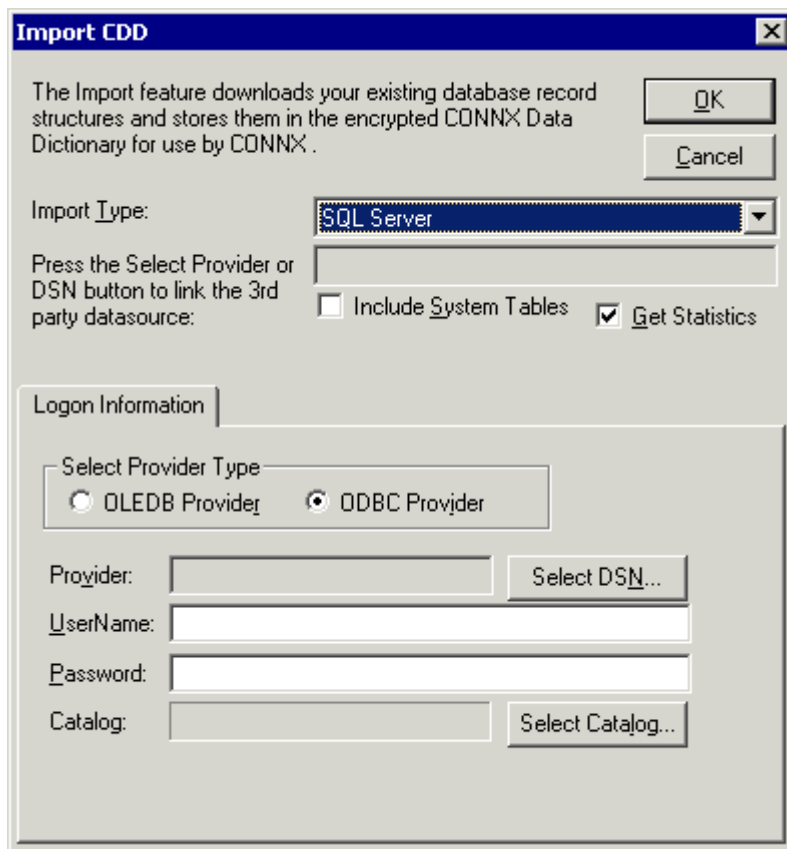 Import CDD
The Import feature downloads your existing database record
structures and stores them in the encrypted CONNX Data
Dictionary for use by CONNX .
OK
Cancel
Import Type:
SQL Server
Press the Select Provider or
DSN button to link the 3rd
party datasource:
Include System Tables
Get Statistics
Logon Information
Select Provider Type
OLEDB Provider
ODBC Provider
Provider:
Select DSN...
UserName:
Password:
Catalog:
Select Catalog...